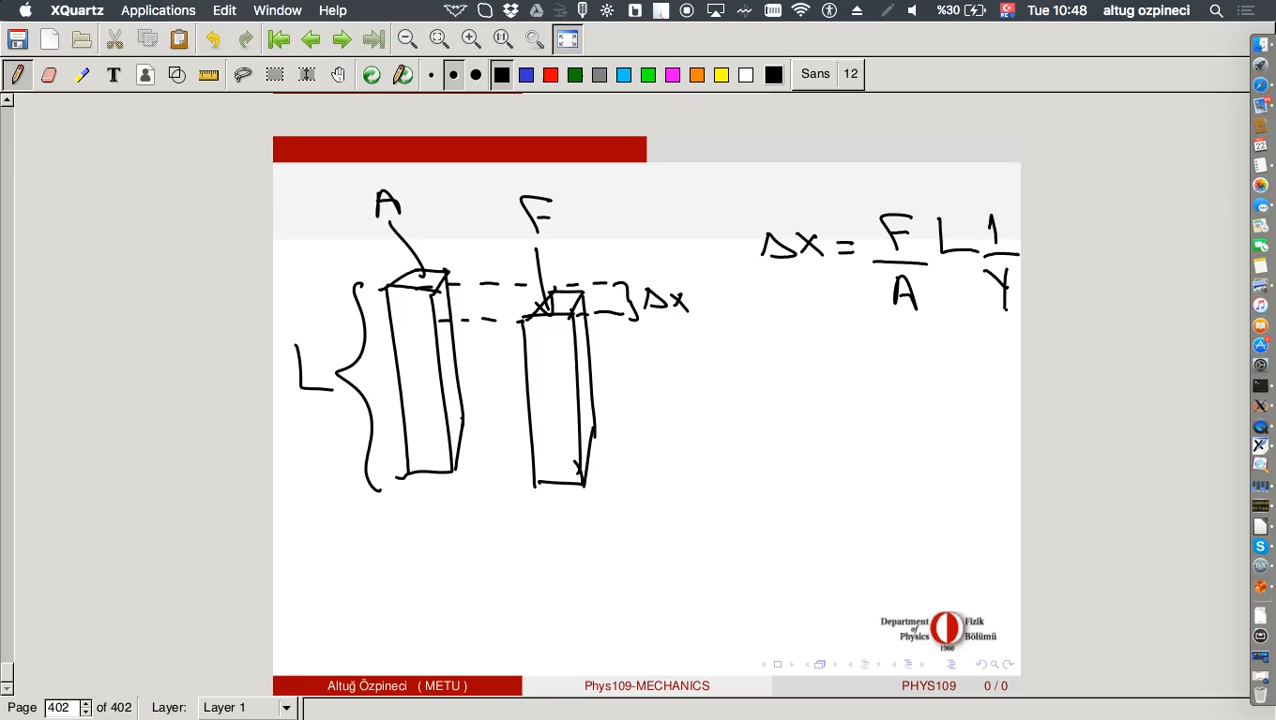 XQuartz Applications Edit Window Help %30 Tue 10:48 altug ozpineci
Sans 12
A
F
Δx = F/A L 1/Y
Δx
L
Department of Physics
Fizik Bölümü
1960
Altuğ Özpineci ( METU ) Phys109-MECHANICS PHYS109 0 / 0
Page 402 of 402 Layer: Layer 1